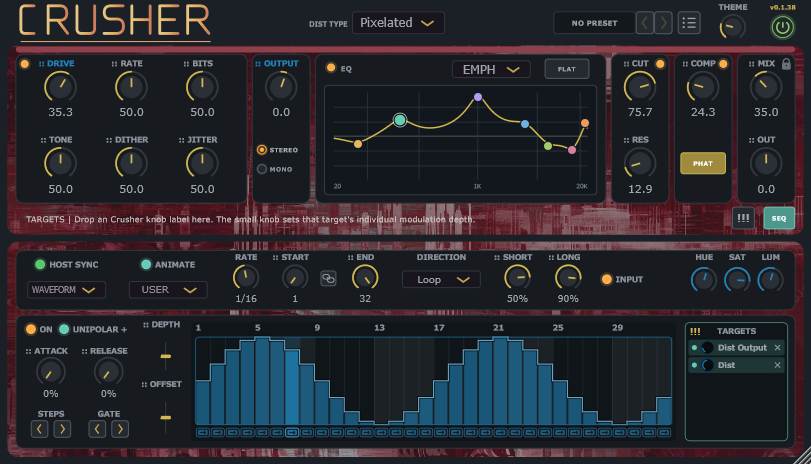 CRUSHER
DIST TYPE Pixelated NO PRESET THEME v0.1.38
:: DRIVE :: RATE :: BITS
35.3 50.0 50.0
:: TONE :: DITHER :: JITTER
50.0 50.0 50.0
:: OUTPUT
0.0
STEREO
MONO
EQ EMPH FLAT
20 1K 20K
:: CUT :: COMP :: MIX
75.7 24.3 35.0
:: RES PHAT :: OUT
12.9 0.0
TARGETS | Drop an Crusher knob label here. The small knob sets that target's individual modulation depth.
!!! SEQ
HOST SYNC ANIMATE
WAVEFORM USER
RATE :: START :: END
1/16 1 32
DIRECTION
Loop
:: SHORT :: LONG
50% 90%
INPUT
HUE SAT LUM
ON UNIPOLAR + :: DEPTH
:: ATTACK :: RELEASE
0% 0%
:: OFFSET
STEPS GATE
1 5 9 13 17 21 25 29
!!! TARGETS
Dist Output ×
Dist ×